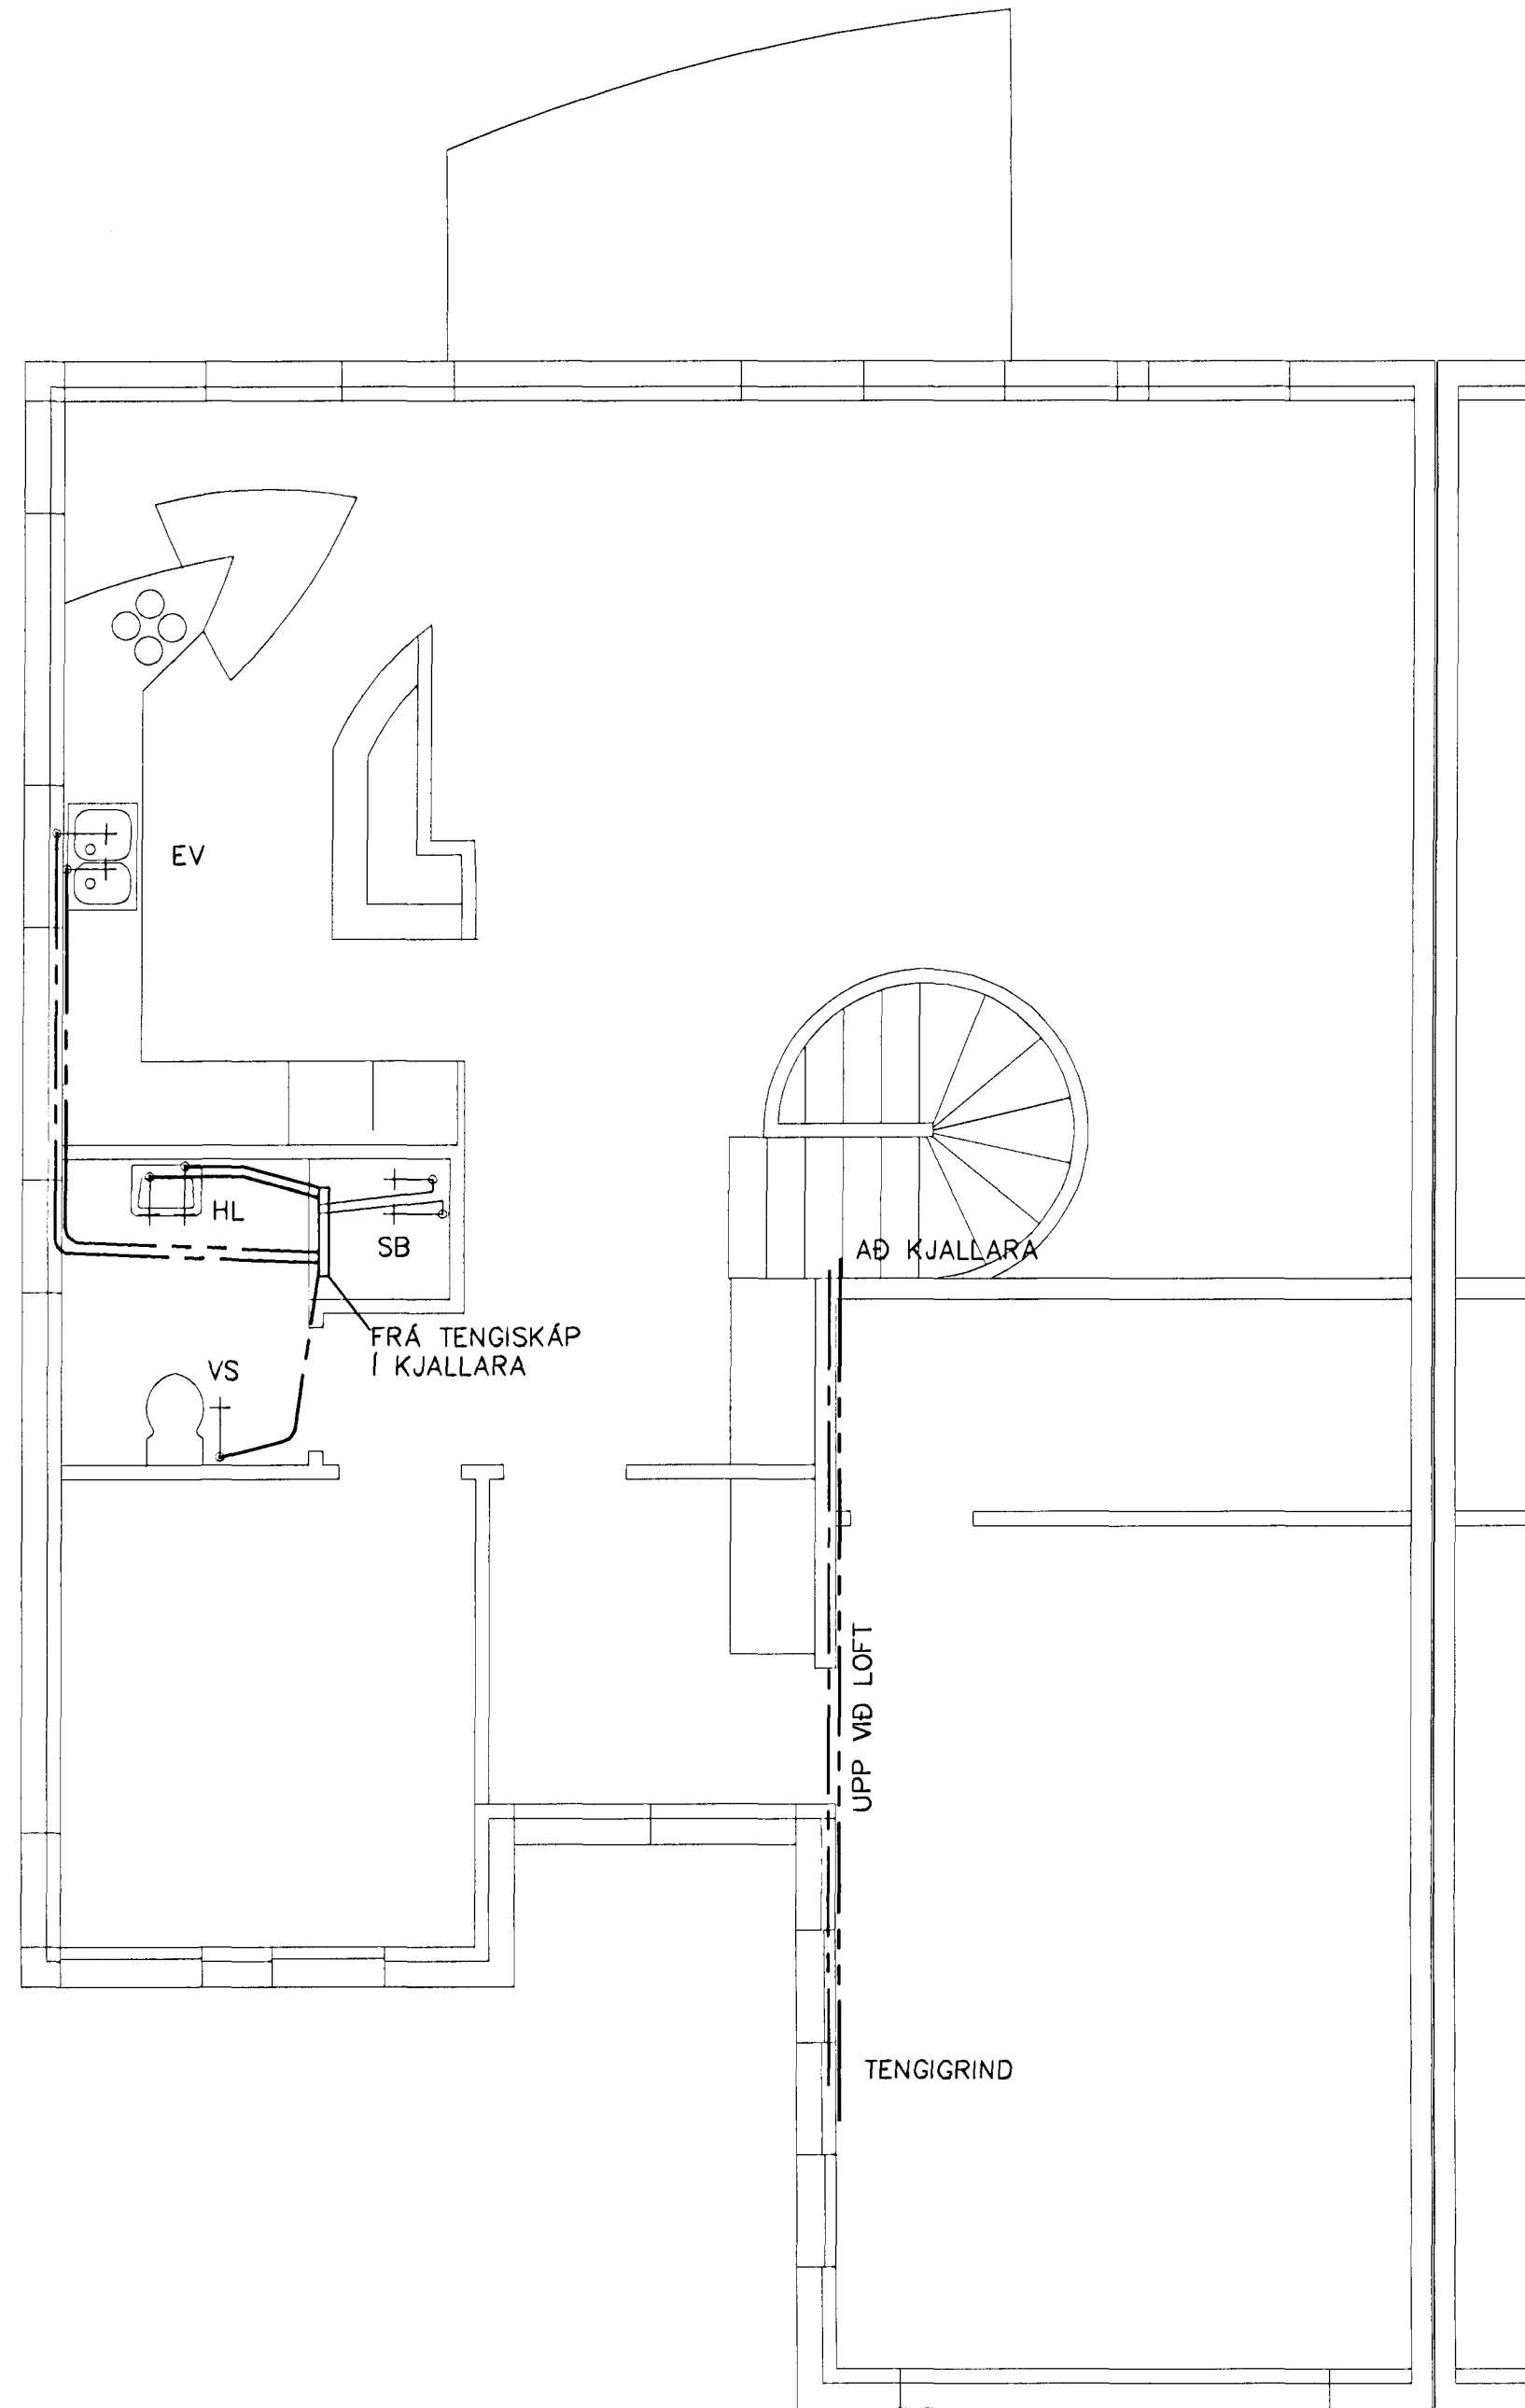 EV
HL
SB
AÐ KJALLARA
FRÁ TENGISKÁP
Í KJALLARA
VS
UPP VIÐ LOFT
TENGIGRIND